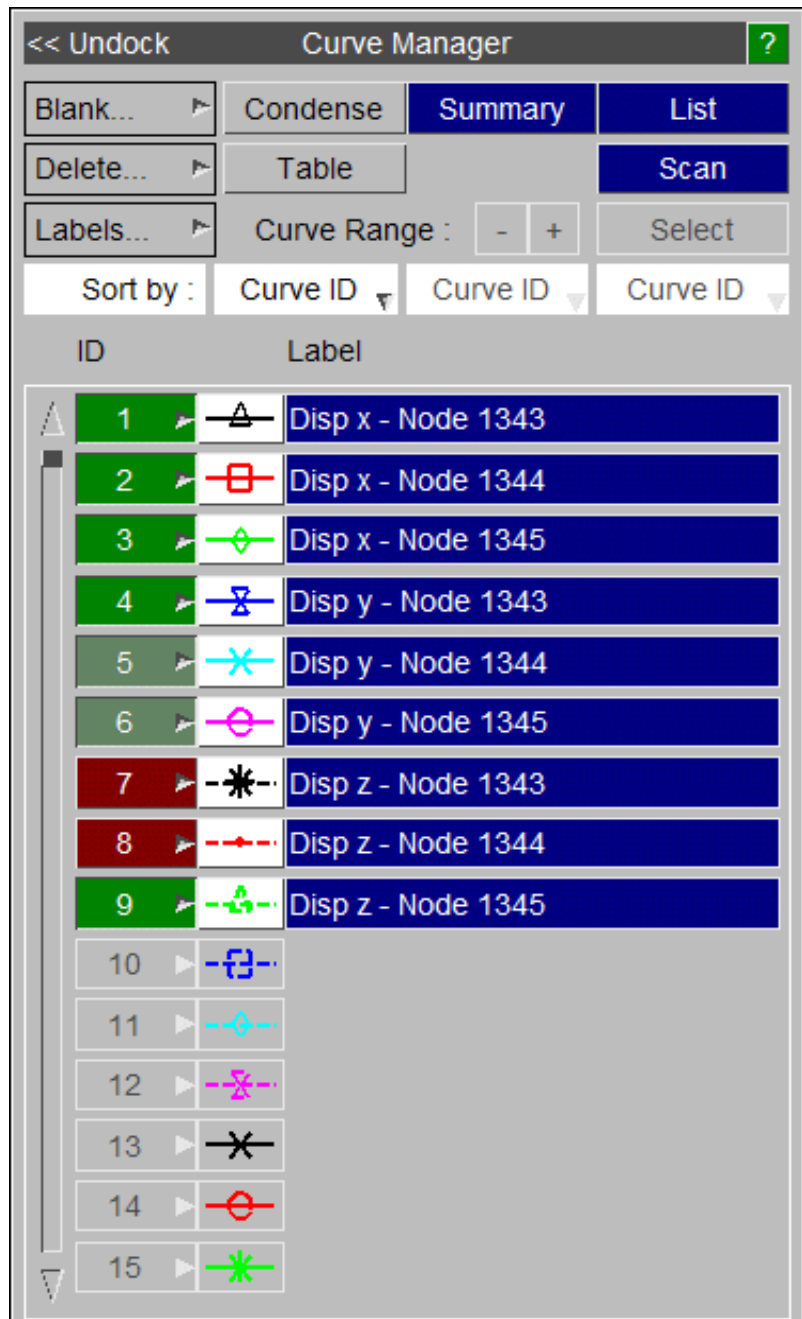 << Undock Curve Manager ?
Blank... Condense Summary List
Delete... Table Scan
Labels... Curve Range : - + Select
Sort by : Curve ID Curve ID Curve ID
ID Label
1 Disp x - Node 1343
2 Disp x - Node 1344
3 Disp x - Node 1345
4 Disp y - Node 1343
5 Disp y - Node 1344
6 Disp y - Node 1345
7 Disp z - Node 1343
8 Disp z - Node 1344
9 Disp z - Node 1345
10
11
12
13
14
15